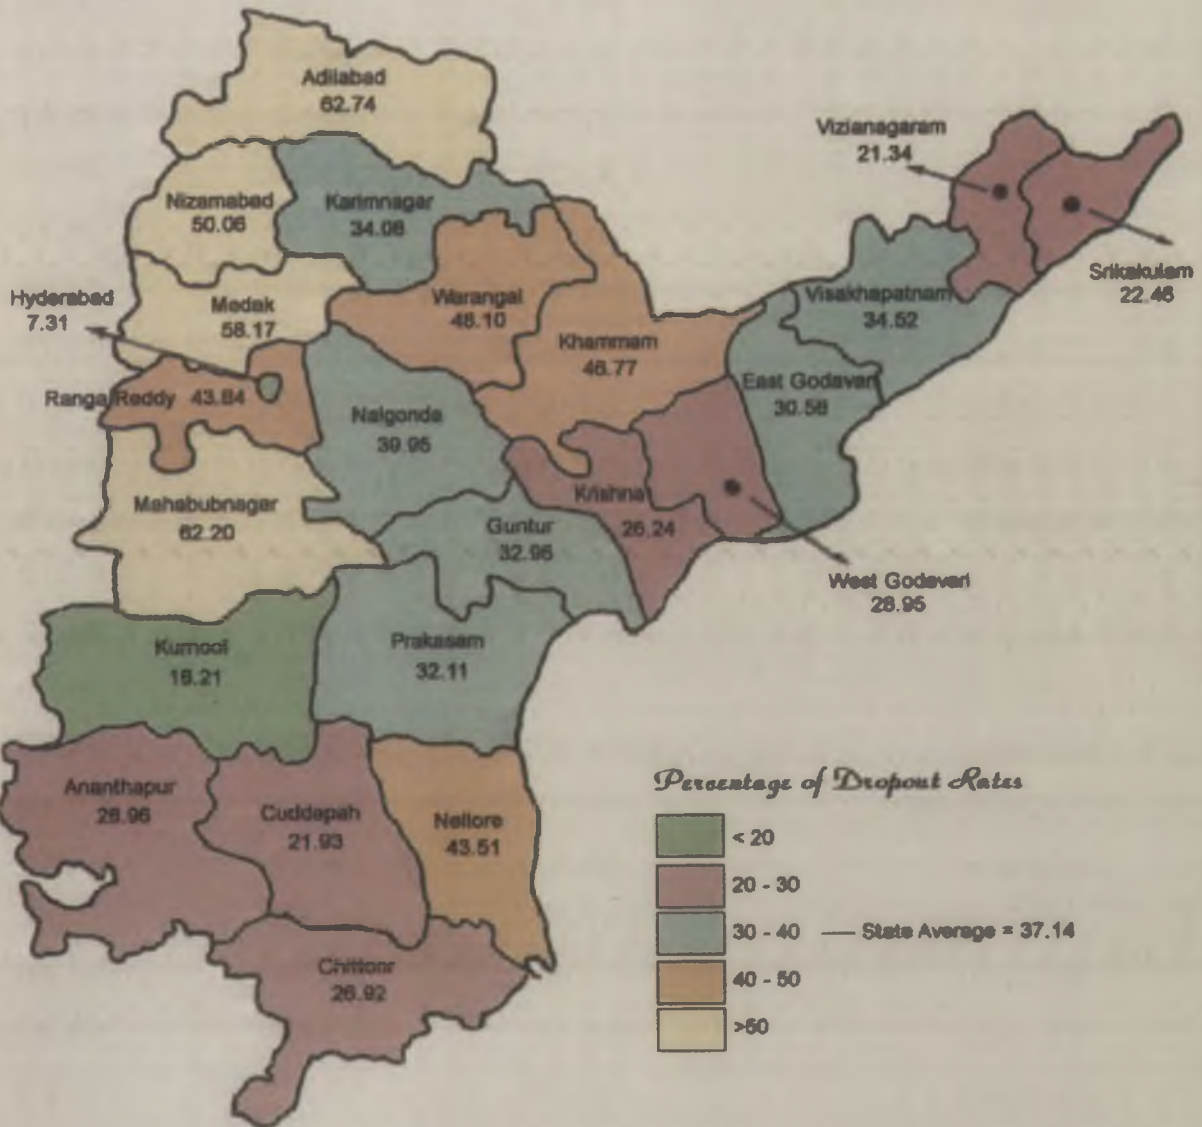 Adilabad
62.74
Vizianagaram
21.34
Nizamabad
50.06
Karimnagar
34.08
Srikakulam
22.46
Hyderabad
7.31
Medak
58.17
Warangal
48.10
Visakhapatnam
34.52
Khammam
46.77
Ranga Reddy 43.84
East Godavari
30.58
Nalgonda
39.95
Mahabubnagar
62.20
Krishna
26.24
Guntur
32.96
West Godavari
28.95
Kurnool
18.21
Prakasam
32.11
Ananthapur
28.96
Cuddapah
21.93
Nellore
43.51
Chittoor
26.92
Percentage of Dropout Rates
< 20
20 - 30
30 - 40 — State Average = 37.14
40 - 50
>50